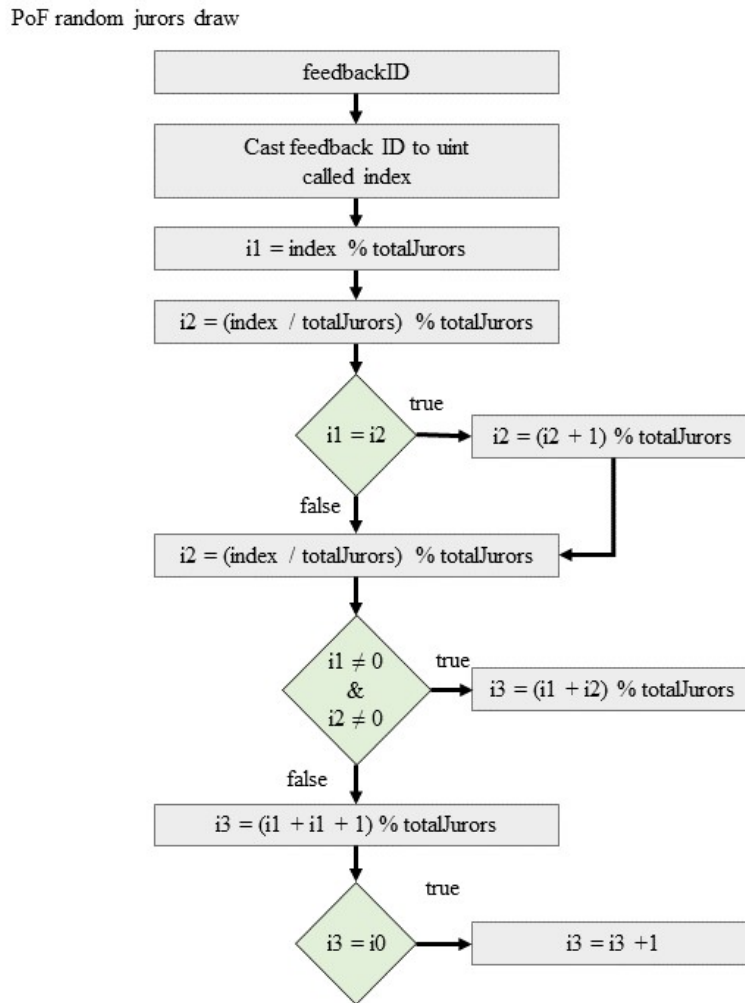 PoF random jurors draw
feedbackID
Cast feedback ID to uint
called index
i1 = index % totalJurors
i2 = (index / totalJurors) % totalJurors
i1 = i2
true
i2 = (i2 + 1) % totalJurors
false
i2 = (index / totalJurors) % totalJurors
i1 ≠ 0
&
i2 ≠ 0
true
i3 = (i1 + i2) % totalJurors
false
i3 = (i1 + i1 + 1) % totalJurors
i3 = i0
true
i3 = i3 +1